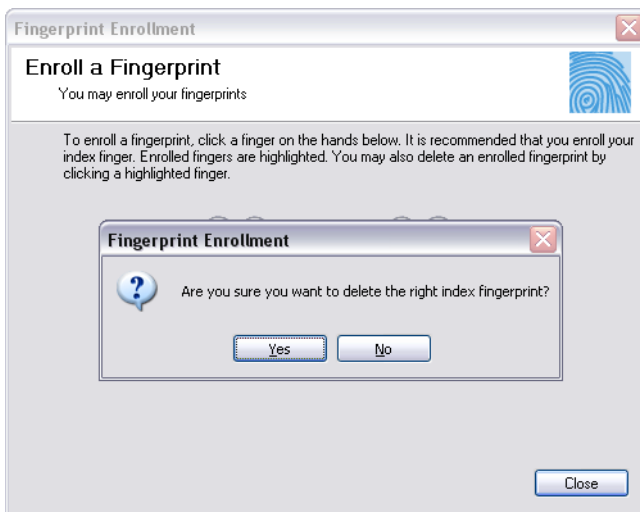 Fingerprint Enrollment
Enroll a Fingerprint
You may enroll your fingerprints
To enroll a fingerprint, click a finger on the hands below. It is recommended that you enroll your
index finger. Enrolled fingers are highlighted. You may also delete an enrolled fingerprint by
clicking a highlighted finger.
Fingerprint Enrollment
Are you sure you want to delete the right index fingerprint?
Yes
No
Close